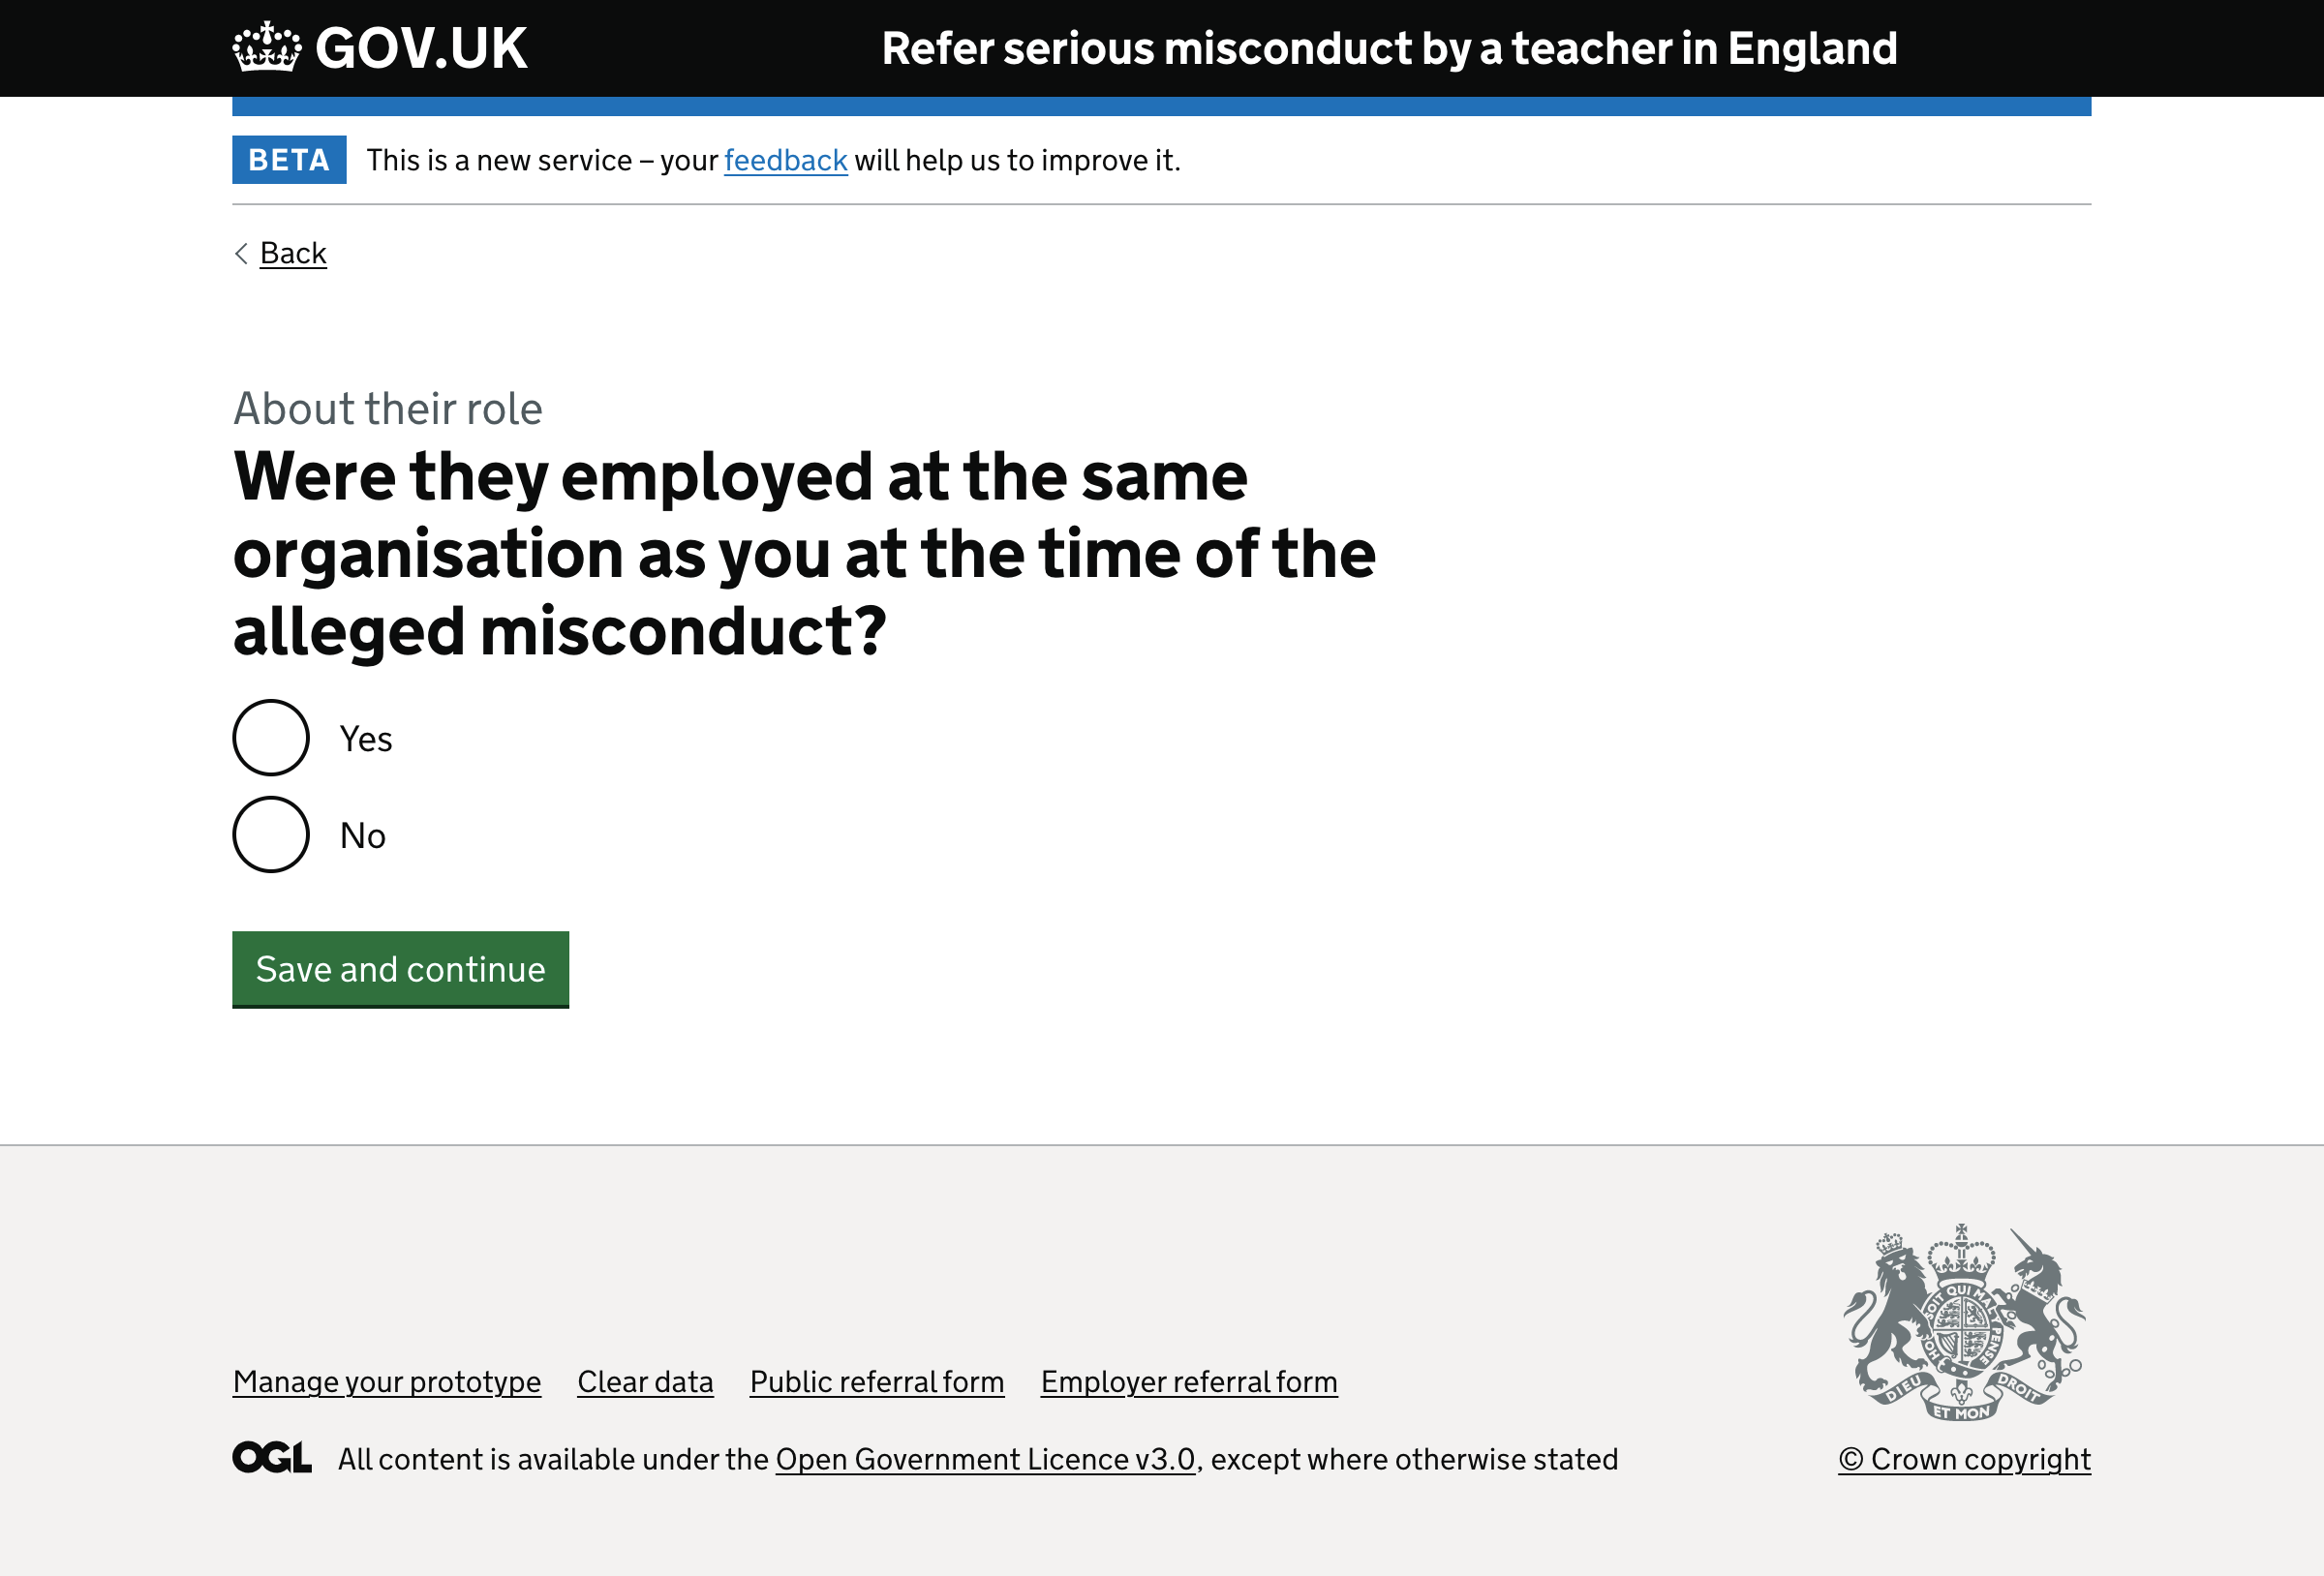 GOV.UK
Refer serious misconduct by a teacher in England
BETA
This is a new service – your feedback will help us to improve it.
Back
About their role
Were they employed at the same
organisation as you at the time of the
alleged misconduct?
Yes
No
Save and continue
Manage your prototype
Clear data
Public referral form
Employer referral form
HONI SOIT QUI MAL Y PENSE
DIEU ET MON DROIT
OGL
All content is available under the Open Government Licence v3.0, except where otherwise stated
© Crown copyright